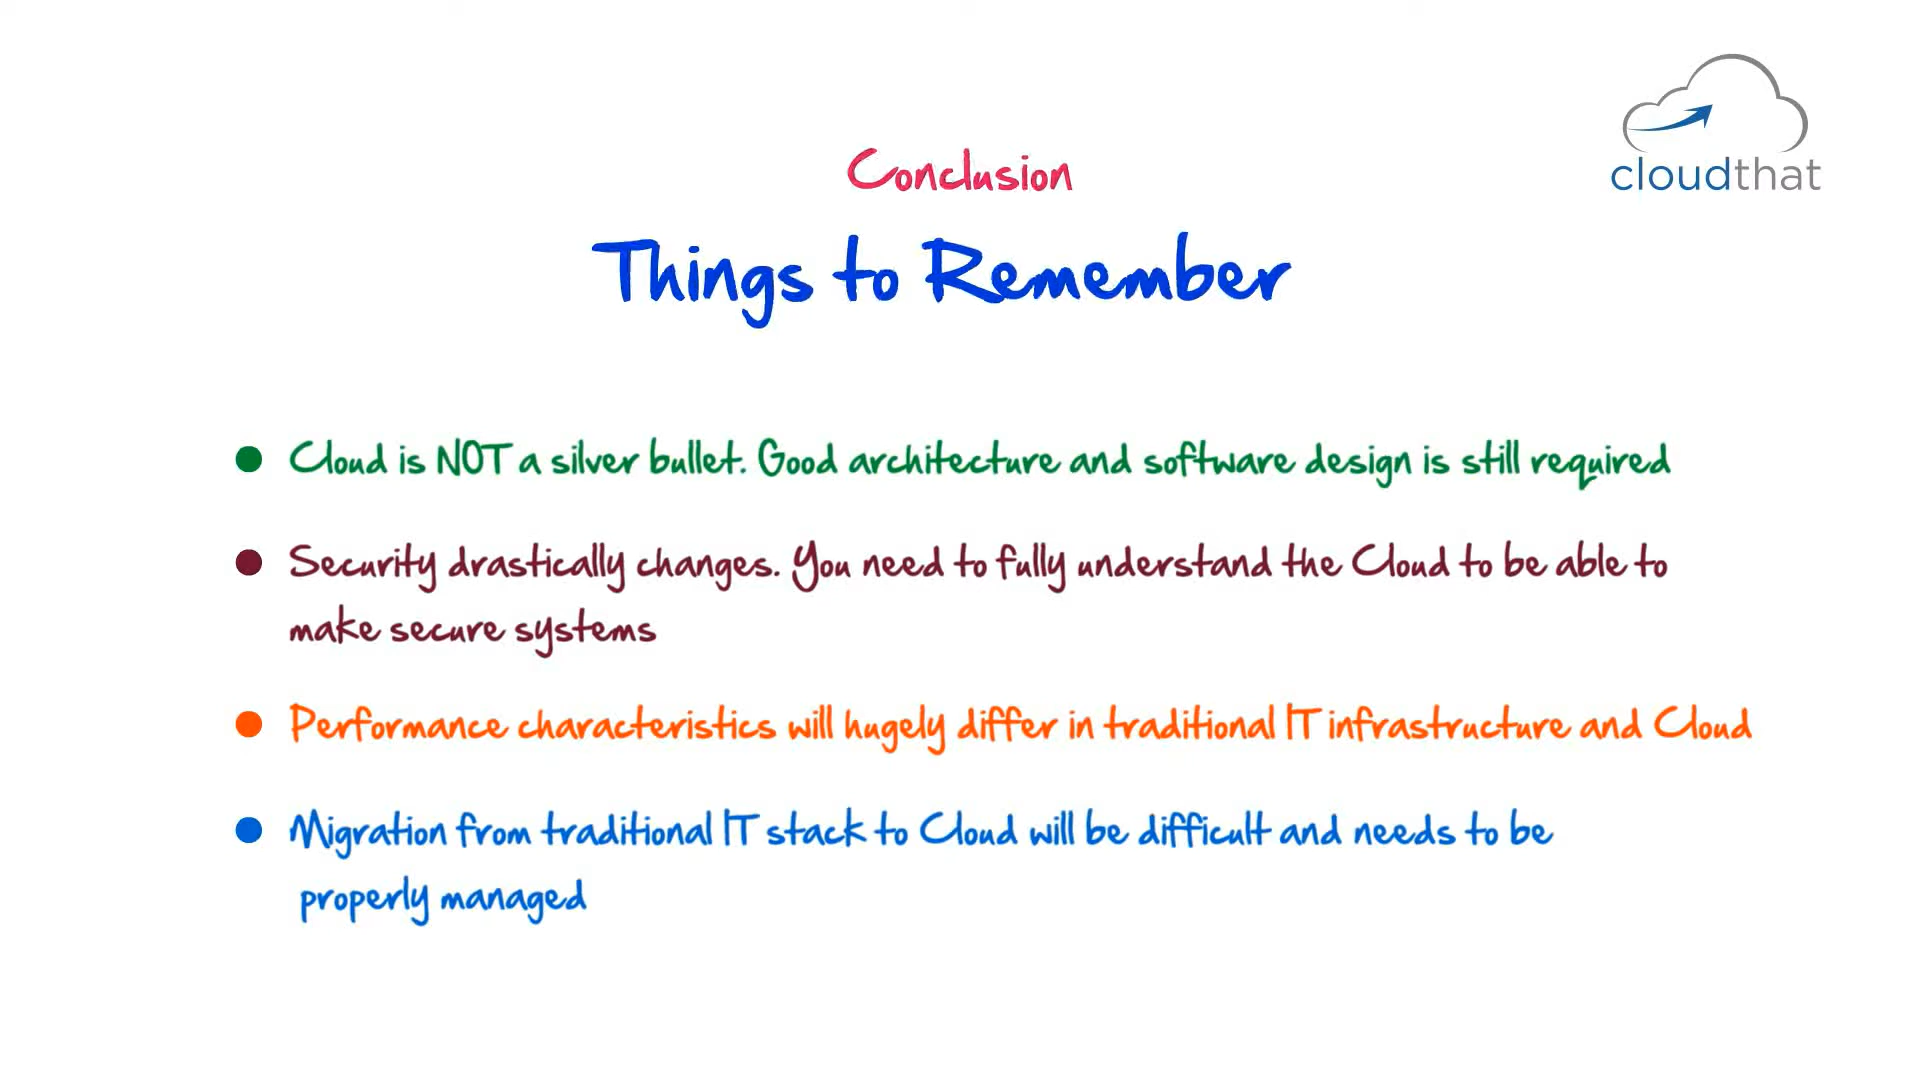 cloudthat
Conclusion
Things to Remember
Cloud is NOT a silver bullet. Good architecture and software design is still required
Security drastically changes. You need to fully understand the Cloud to be able to
make secure systems
Performance characteristics will hugely differ in traditional IT infrastructure and Cloud
Migration from traditional IT stack to Cloud will be difficult and needs to be
properly managed